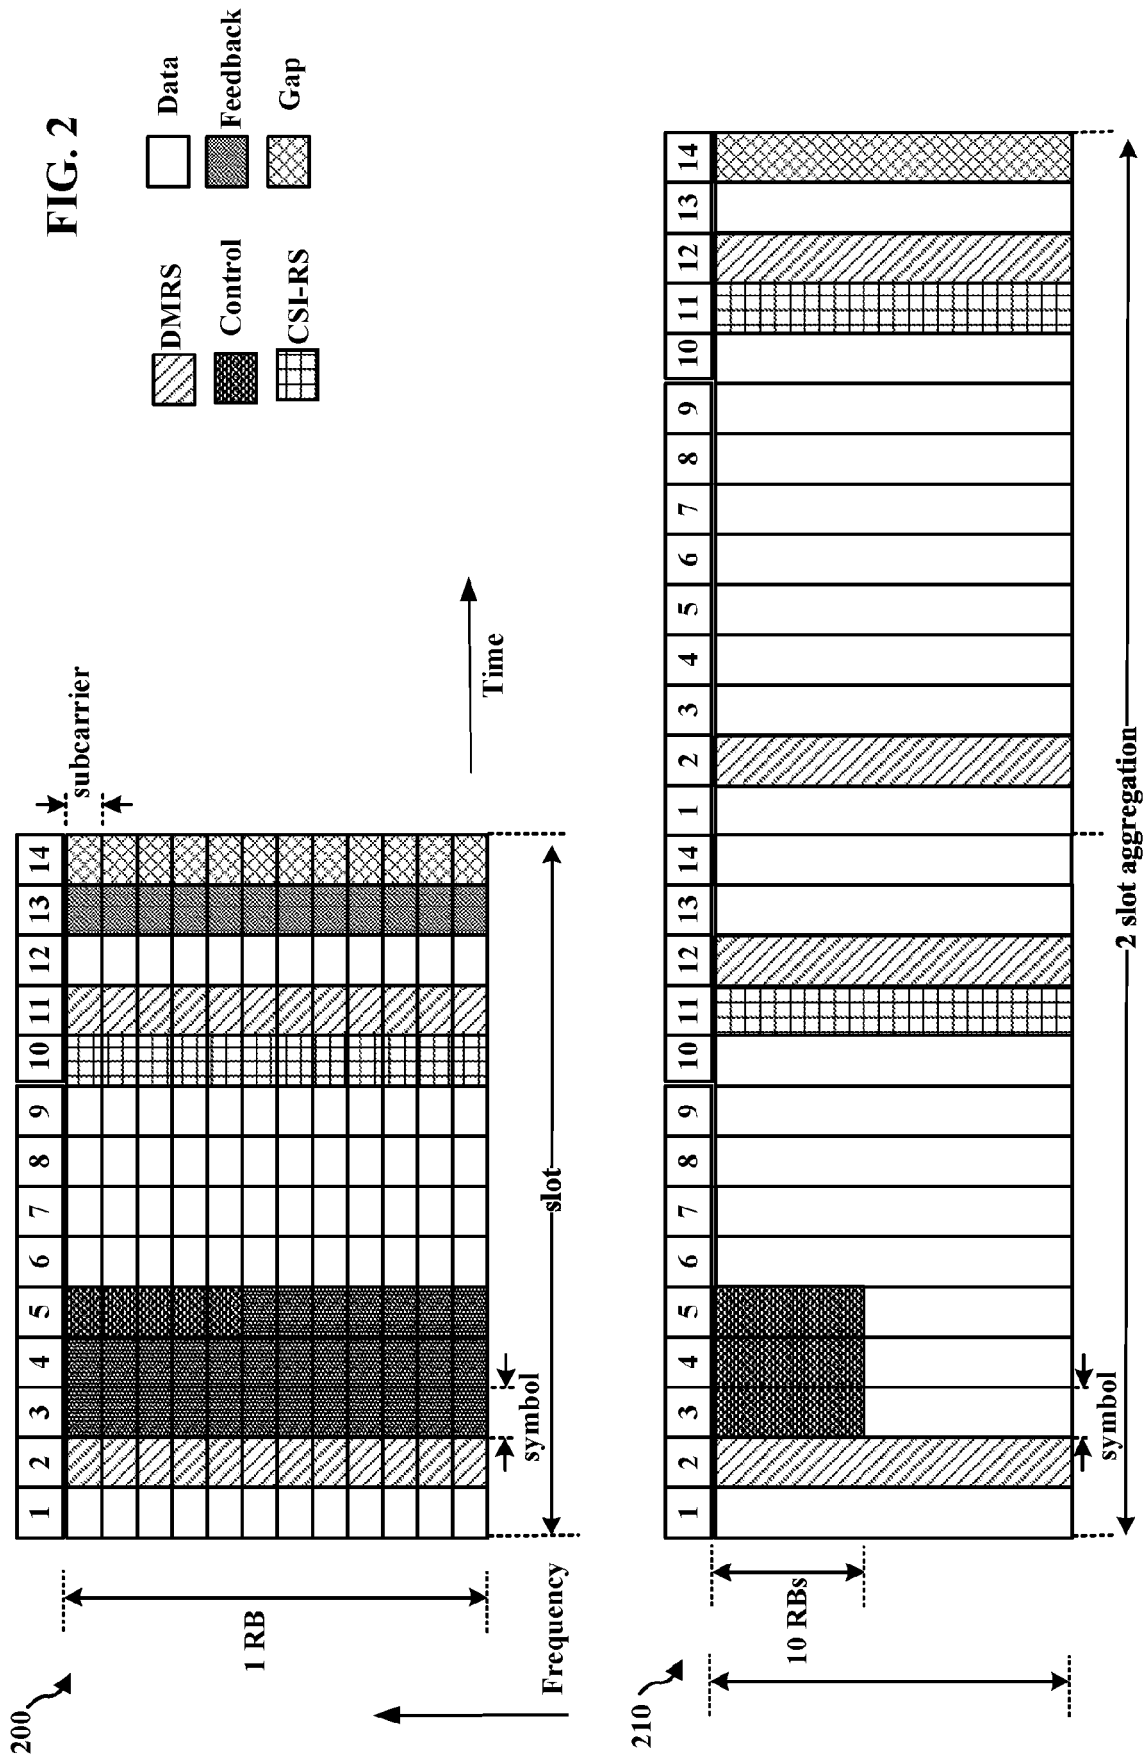 FIG. 2
DMRS
Data
Control
Feedback
CSI-RS
Gap
200
1 2 3 4 5 6 7 8 9 10 11 12 13 14
subcarrier
1 RB
symbol
slot
Frequency
Time
210
1 2 3 4 5 6 7 8 9 10 11 12 13 14 1 2 3 4 5 6 7 8 9 10 11 12 13 14
10 RBs
symbol
2 slot aggregation